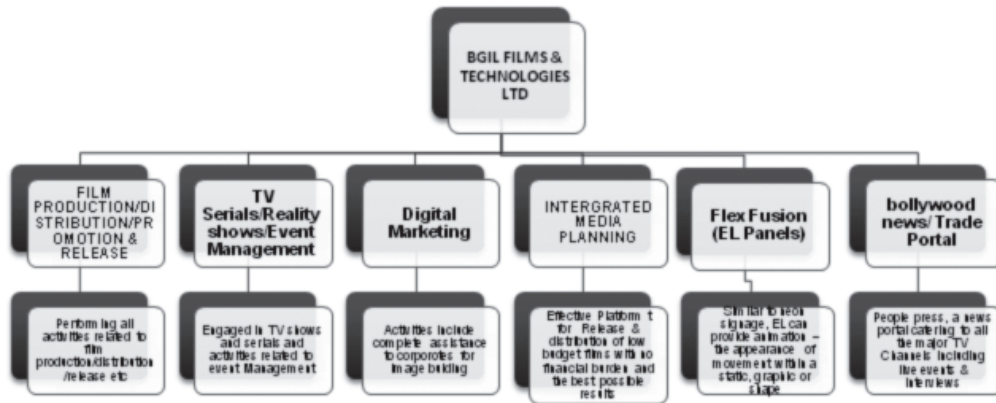 BGIL FILMS &
TECHNOLOGIES
LTD
FILM
PRODUCTION/DI
STRIBUTION/PR
OMOTION &
RELEASE
TV
Serials/Reality
shows/Event
Management
Digital
Marketing
INTERGRATED
MEDIA
PLANNING
Flex Fusion
(EL Panels)
bollywood
news/ Trade
Portal
Performing all
activities related to
film
production/distribution
/release etc
Engaged in TV shows
and serials and
activities related to
event Management
Activities include
complete assistance
to corporates for
image building
Effective Platform t
for Release &
distribution of low
budget films with no
financial burden and
the best possible
results
Similar to neon
signage, EL can
provide animation –
the appearance of
movement within a
static, graphic or
shape
People press, a news
portal catering to all
the major TV
Channels including
live events &
Interviews